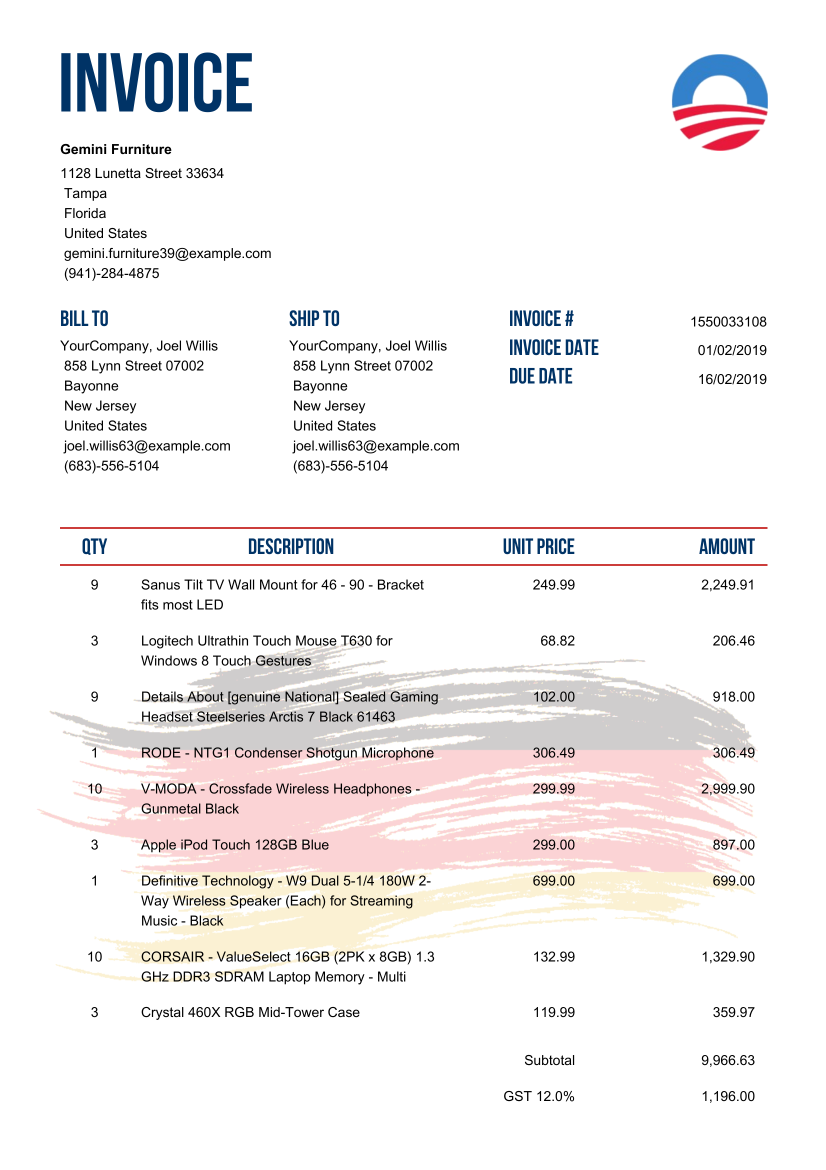 INVOICE
Gemini Furniture
1128 Lunetta Street 33634
Tampa
Florida
United States
gemini.furniture39@example.com
(941)-284-4875
BILL TO
YourCompany, Joel Willis
858 Lynn Street 07002
Bayonne
New Jersey
United States
joel.willis63@example.com
(683)-556-5104
SHIP TO
YourCompany, Joel Willis
858 Lynn Street 07002
Bayonne
New Jersey
United States
joel.willis63@example.com
(683)-556-5104
INVOICE # 1550033108
INVOICE DATE 01/02/2019
DUE DATE 16/02/2019
QTY DESCRIPTION UNIT PRICE AMOUNT
9 Sanus Tilt TV Wall Mount for 46 - 90 - Bracket 249.99 2,249.91
fits most LED
3 Logitech Ultrathin Touch Mouse T630 for 68.82 206.46
Windows 8 Touch Gestures
9 Details About [genuine National] Sealed Gaming 102.00 918.00
Headset Steelseries Arctis 7 Black 61463
1 RODE - NTG1 Condenser Shotgun Microphone 306.49 306.49
10 V-MODA - Crossfade Wireless Headphones - 299.99 2,999.90
Gunmetal Black
3 Apple iPod Touch 128GB Blue 299.00 897.00
1 Definitive Technology - W9 Dual 5-1/4 180W 2- 699.00 699.00
Way Wireless Speaker (Each) for Streaming
Music - Black
10 CORSAIR - ValueSelect 16GB (2PK x 8GB) 1.3 132.99 1,329.90
GHz DDR3 SDRAM Laptop Memory - Multi
3 Crystal 460X RGB Mid-Tower Case 119.99 359.97
Subtotal 9,966.63
GST 12.0% 1,196.00